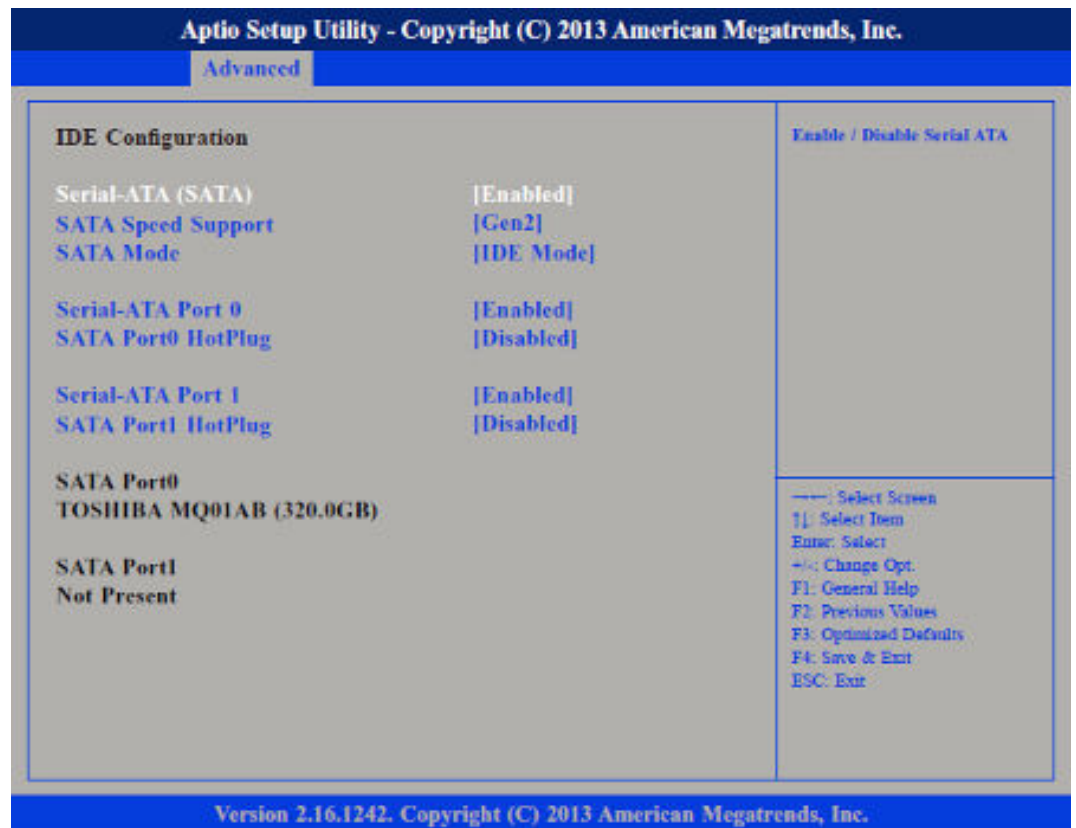 Aptio Setup Utility - Copyright (C) 2013 American Megatrends, Inc.
Advanced
IDE Configuration
Serial-ATA (SATA) [Enabled]
SATA Speed Support [Gen2]
SATA Mode [IDE Mode]
Serial-ATA Port 0 [Enabled]
SATA Port0 HotPlug [Disabled]
Serial-ATA Port 1 [Enabled]
SATA Port1 HotPlug [Disabled]
SATA Port0
TOSHIBA MQ01AB (320.0GB)
SATA Port1
Not Present
Enable / Disable Serial ATA
→←: Select Screen
↑↓: Select Item
Enter: Select
+/-: Change Opt.
F1: General Help
F2: Previous Values
F3: Optimized Defaults
F4: Save & Exit
ESC: Exit
Version 2.16.1242. Copyright (C) 2013 American Megatrends, Inc.